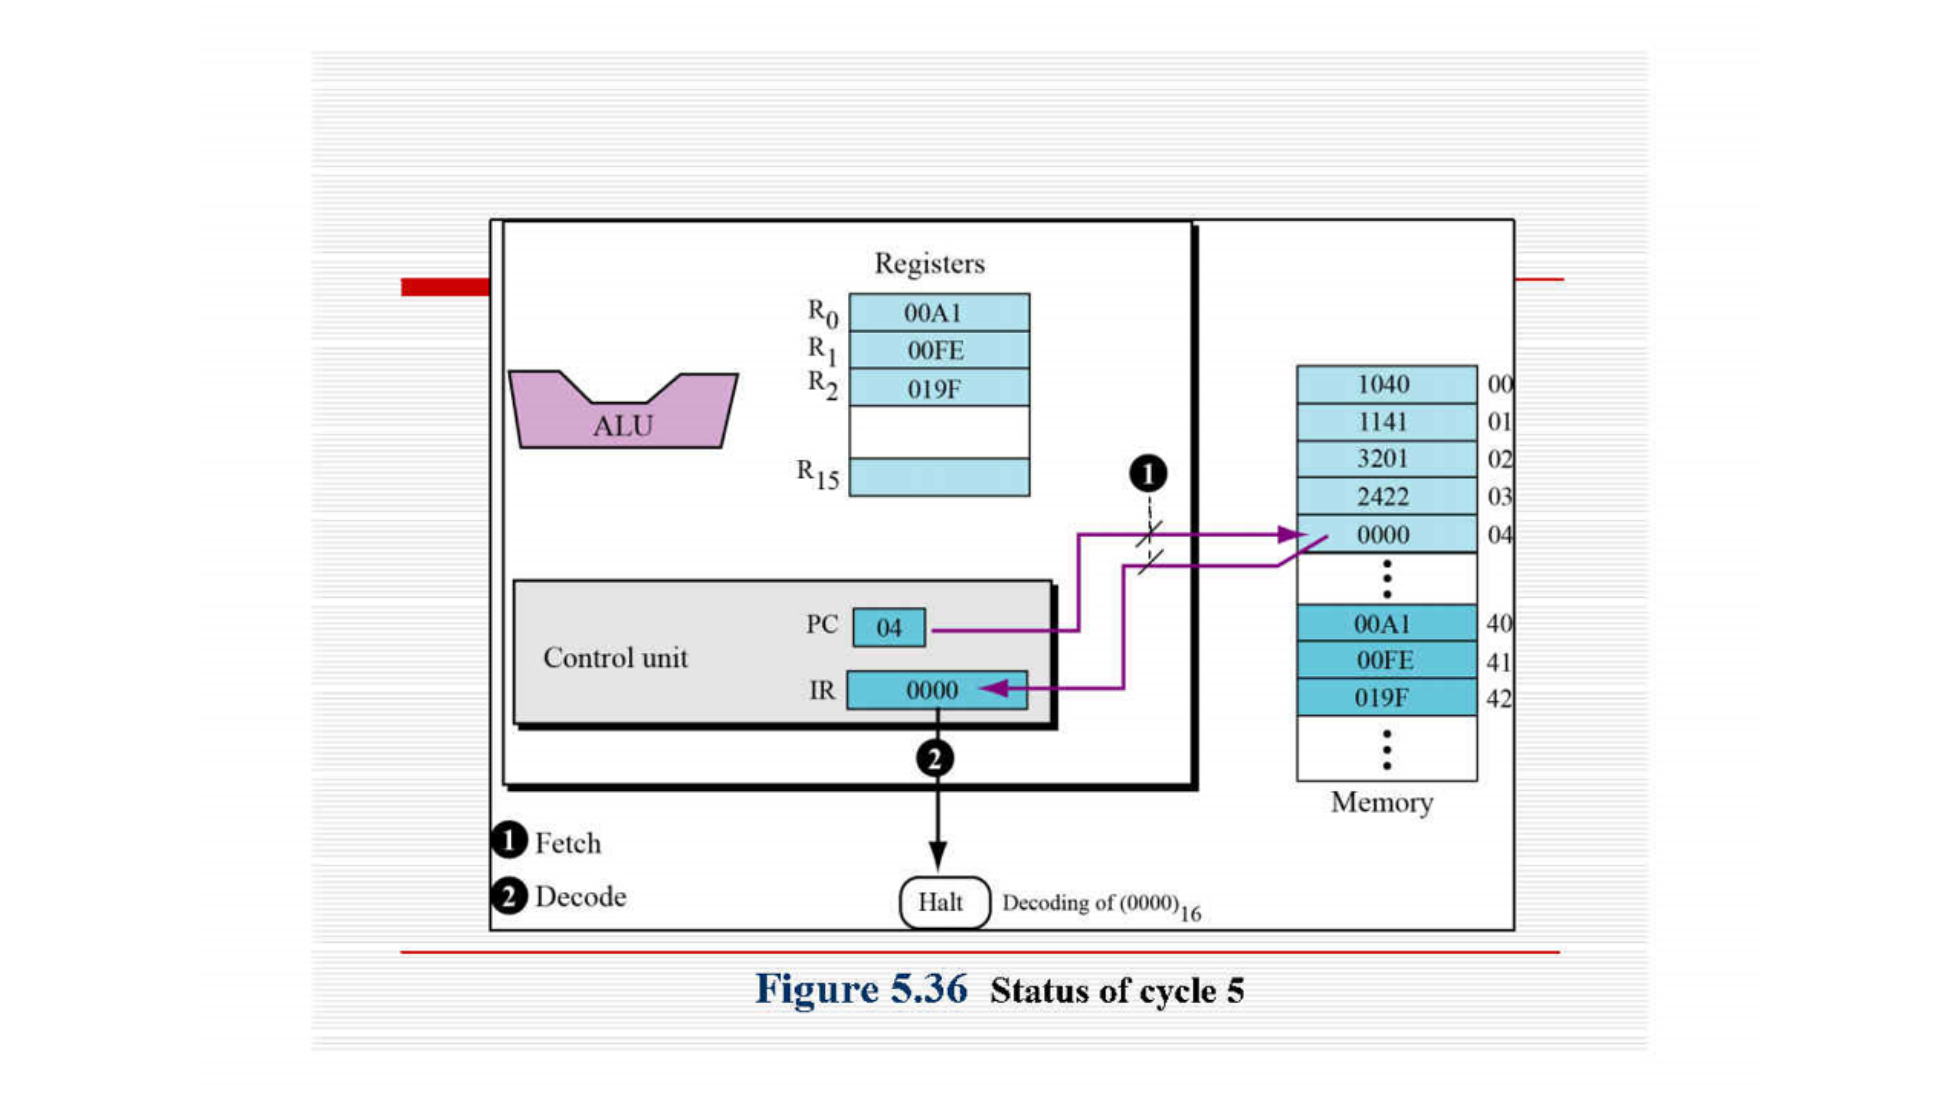 Registers
R0 00A1
R1 00FE
R2 019F
R15
ALU
1
1040 00
1141 01
3201 02
2422 03
0000 04
00A1 40
00FE 41
019F 42
Memory
Control unit
PC 04
IR 0000
2
1 Fetch
2 Decode
Halt Decoding of (0000)16
Figure 5.36 Status of cycle 5